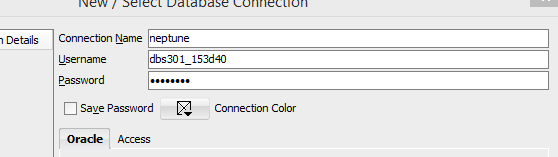 New / Select Database Connection
n Details
Connection Name neptune
Username dbs301_153d40
Password ••••••••
Save Password Connection Color
Oracle Access